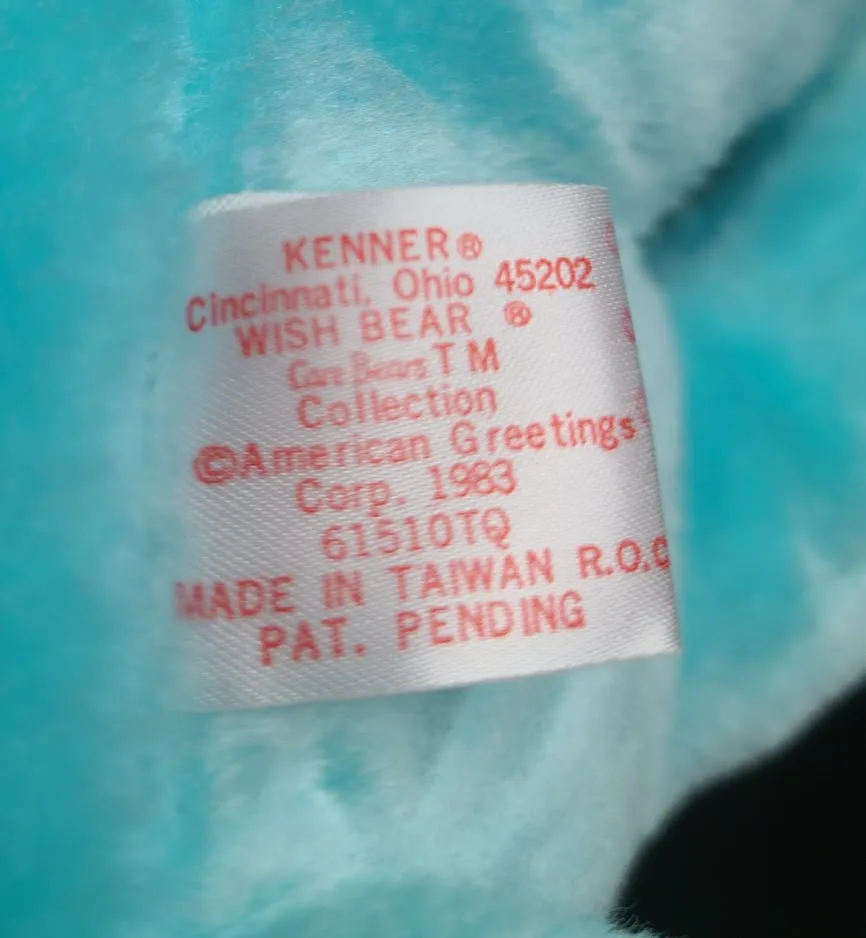 KENNER®
Cincinnati, Ohio 45202
WISH BEAR ®
Care Bears TM
Collection
©American Greetings
Corp. 1983
61510TQ
MADE IN TAIWAN R.O.C
PAT. PENDING